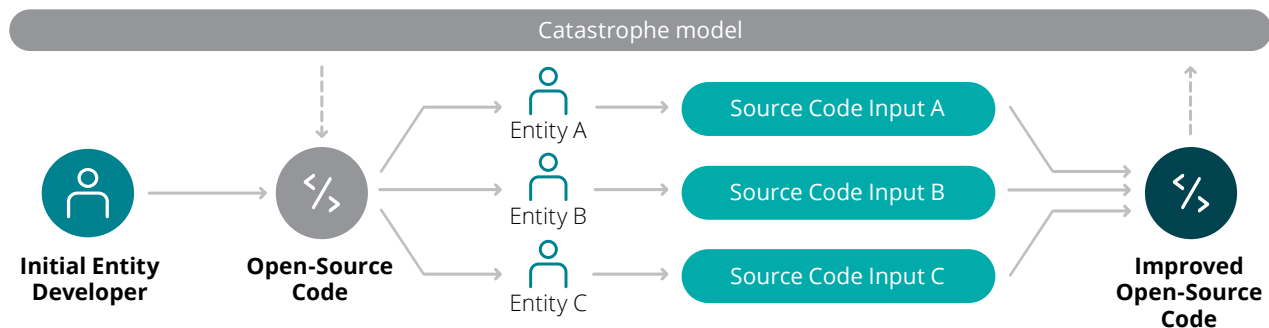 Catastrophe model
Entity A
Source Code Input A
Entity B
Source Code Input B
Entity C
Source Code Input C
Initial Entity
Developer
Open-Source
Code
Improved
Open-Source
Code